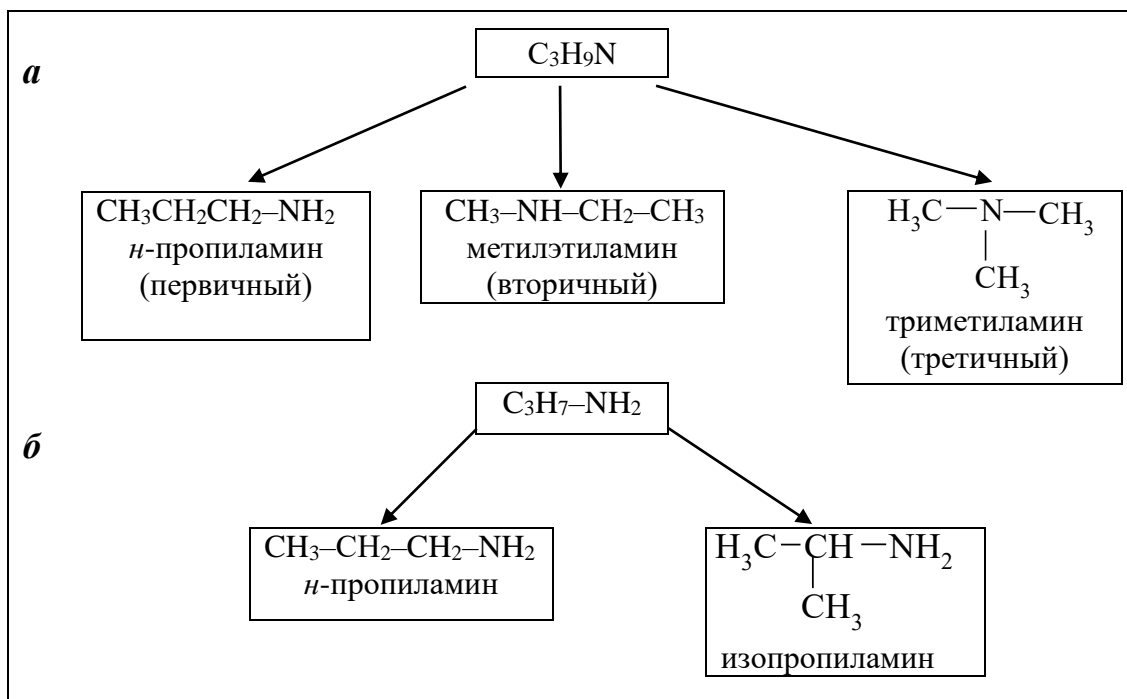 а
C₃H₉N
CH₃CH₂CH₂–NH₂
н-пропиламин
(первичный)
CH₃–NH–CH₂–CH₃
метилэтиламин
(вторичный)
H₃C–N–CH₃
CH₃
триметиламин
(третичный)
б
C₃H₇–NH₂
CH₃–CH₂–CH₂–NH₂
н-пропиламин
H₃C–CH–NH₂
CH₃
изопропиламин